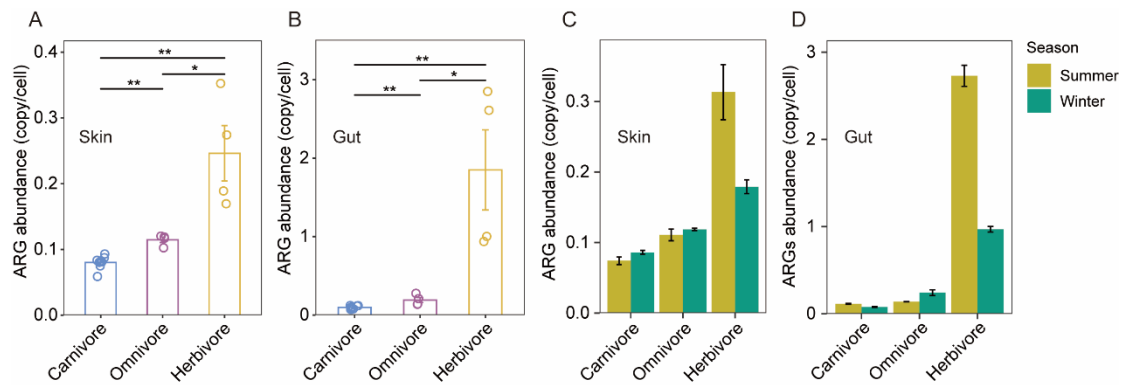 A
ARG abundance (copy/cell)
0.4
0.3
0.2
0.1
0.0
**
**
*
Skin
Carnivore
Omnivore
Herbivore
B
ARG abundance (copy/cell)
3
2
1
0
**
**
*
Gut
Carnivore
Omnivore
Herbivore
C
ARG abundance (copy/cell)
0.3
0.2
0.1
0.0
Skin
Carnivore
Omnivore
Herbivore
D
ARGs abundance (copy/cell)
3
2
1
0
Gut
Carnivore
Omnivore
Herbivore
Season
Summer
Winter